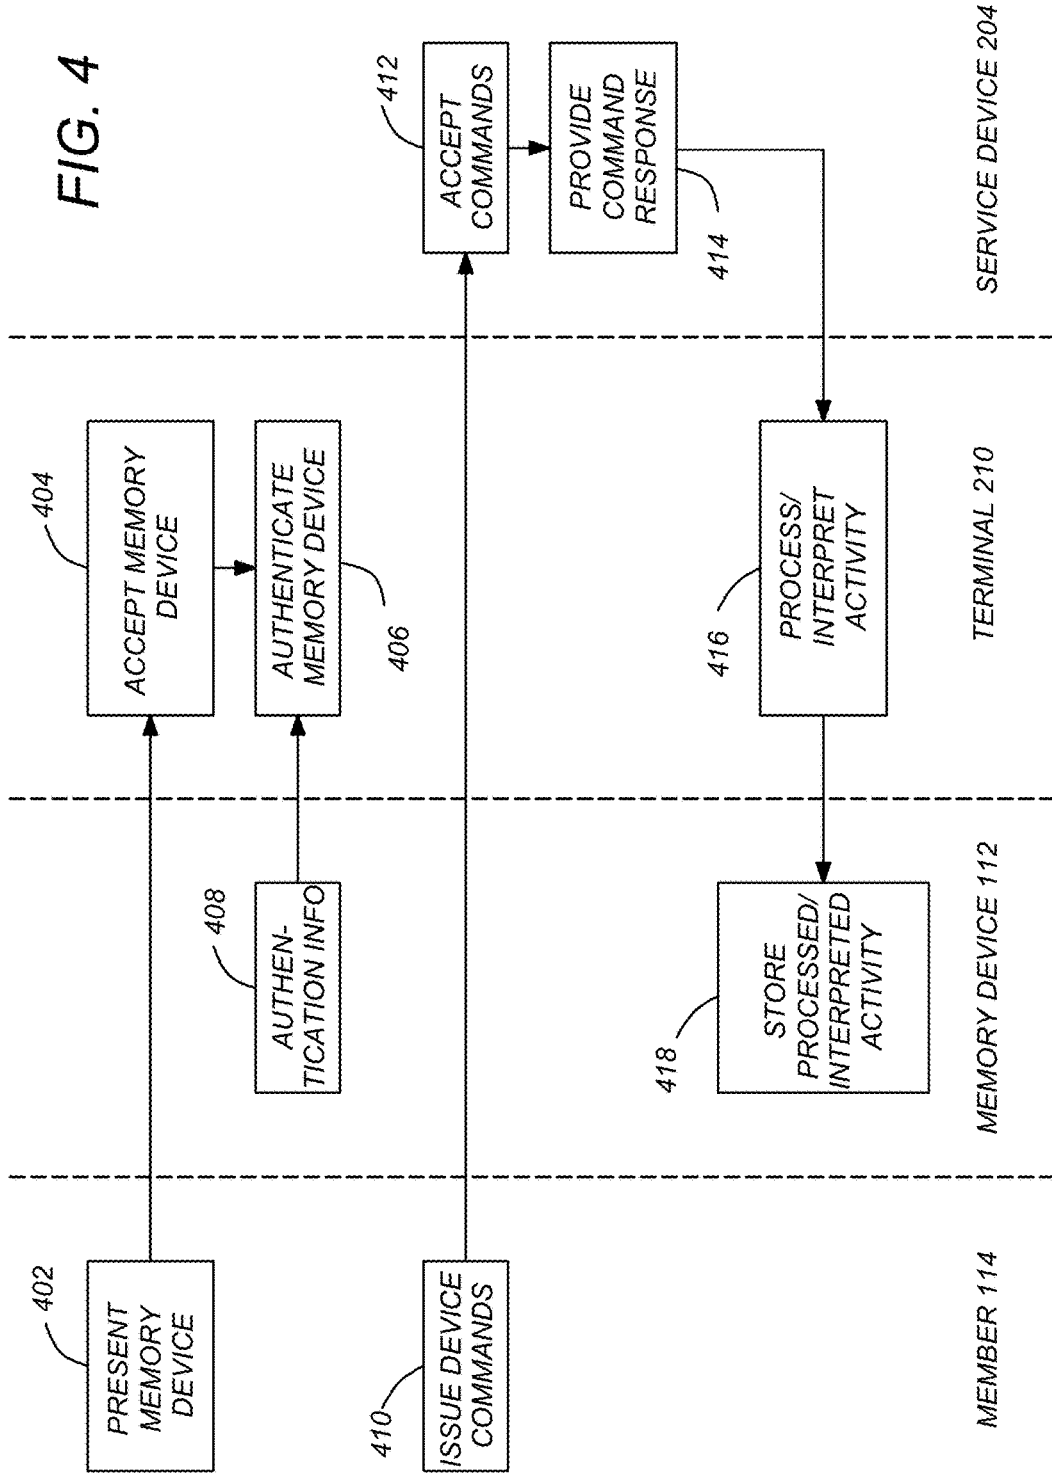 FIG. 4
402
PRESENT
MEMORY
DEVICE
404
ACCEPT MEMORY
DEVICE
408
AUTHEN-
TICATION INFO
AUTHENTICATE
MEMORY DEVICE
406
410
ISSUE DEVICE
COMMANDS
412
ACCEPT
COMMANDS
PROVIDE
COMMAND
RESPONSE
414
416
PROCESS/
INTERPRET
ACTIVITY
418
STORE
PROCESSED/
INTERPRETED
ACTIVITY
MEMBER 114
MEMORY DEVICE 112
TERMINAL 210
SERVICE DEVICE 204